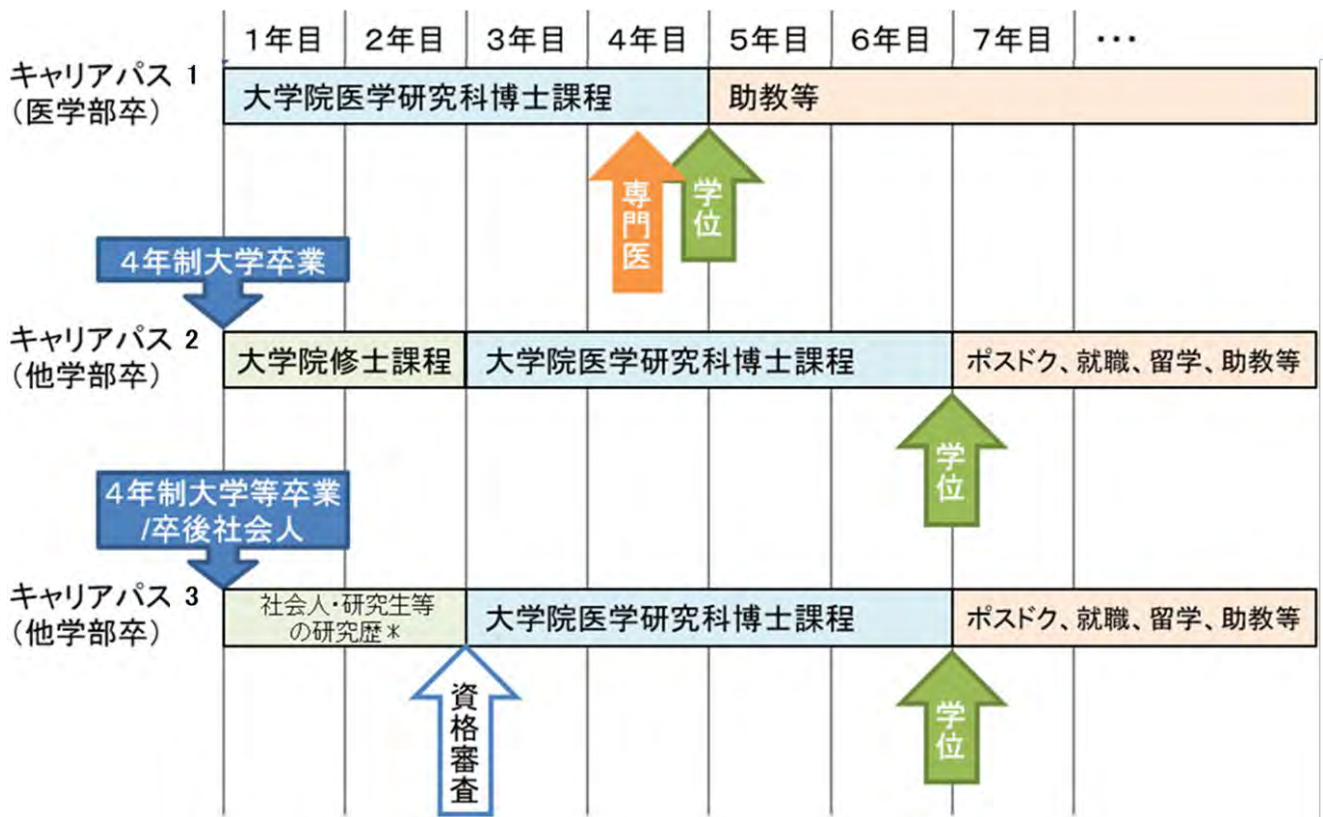 1年目 2年目 3年目 4年目 5年目 6年目 7年目 ・・・
キャリアパス 1
（医学部卒）
大学院医学研究科博士課程
助教等
専門医
学位
4年制大学卒業
キャリアパス 2
（他学部卒）
大学院修士課程
大学院医学研究科博士課程
ポスドク、就職、留学、助教等
学位
4年制大学等卒業
/卒後社会人
キャリアパス 3
（他学部卒）
社会人・研究生等
の研究歴＊
大学院医学研究科博士課程
ポスドク、就職、留学、助教等
資格審査
学位